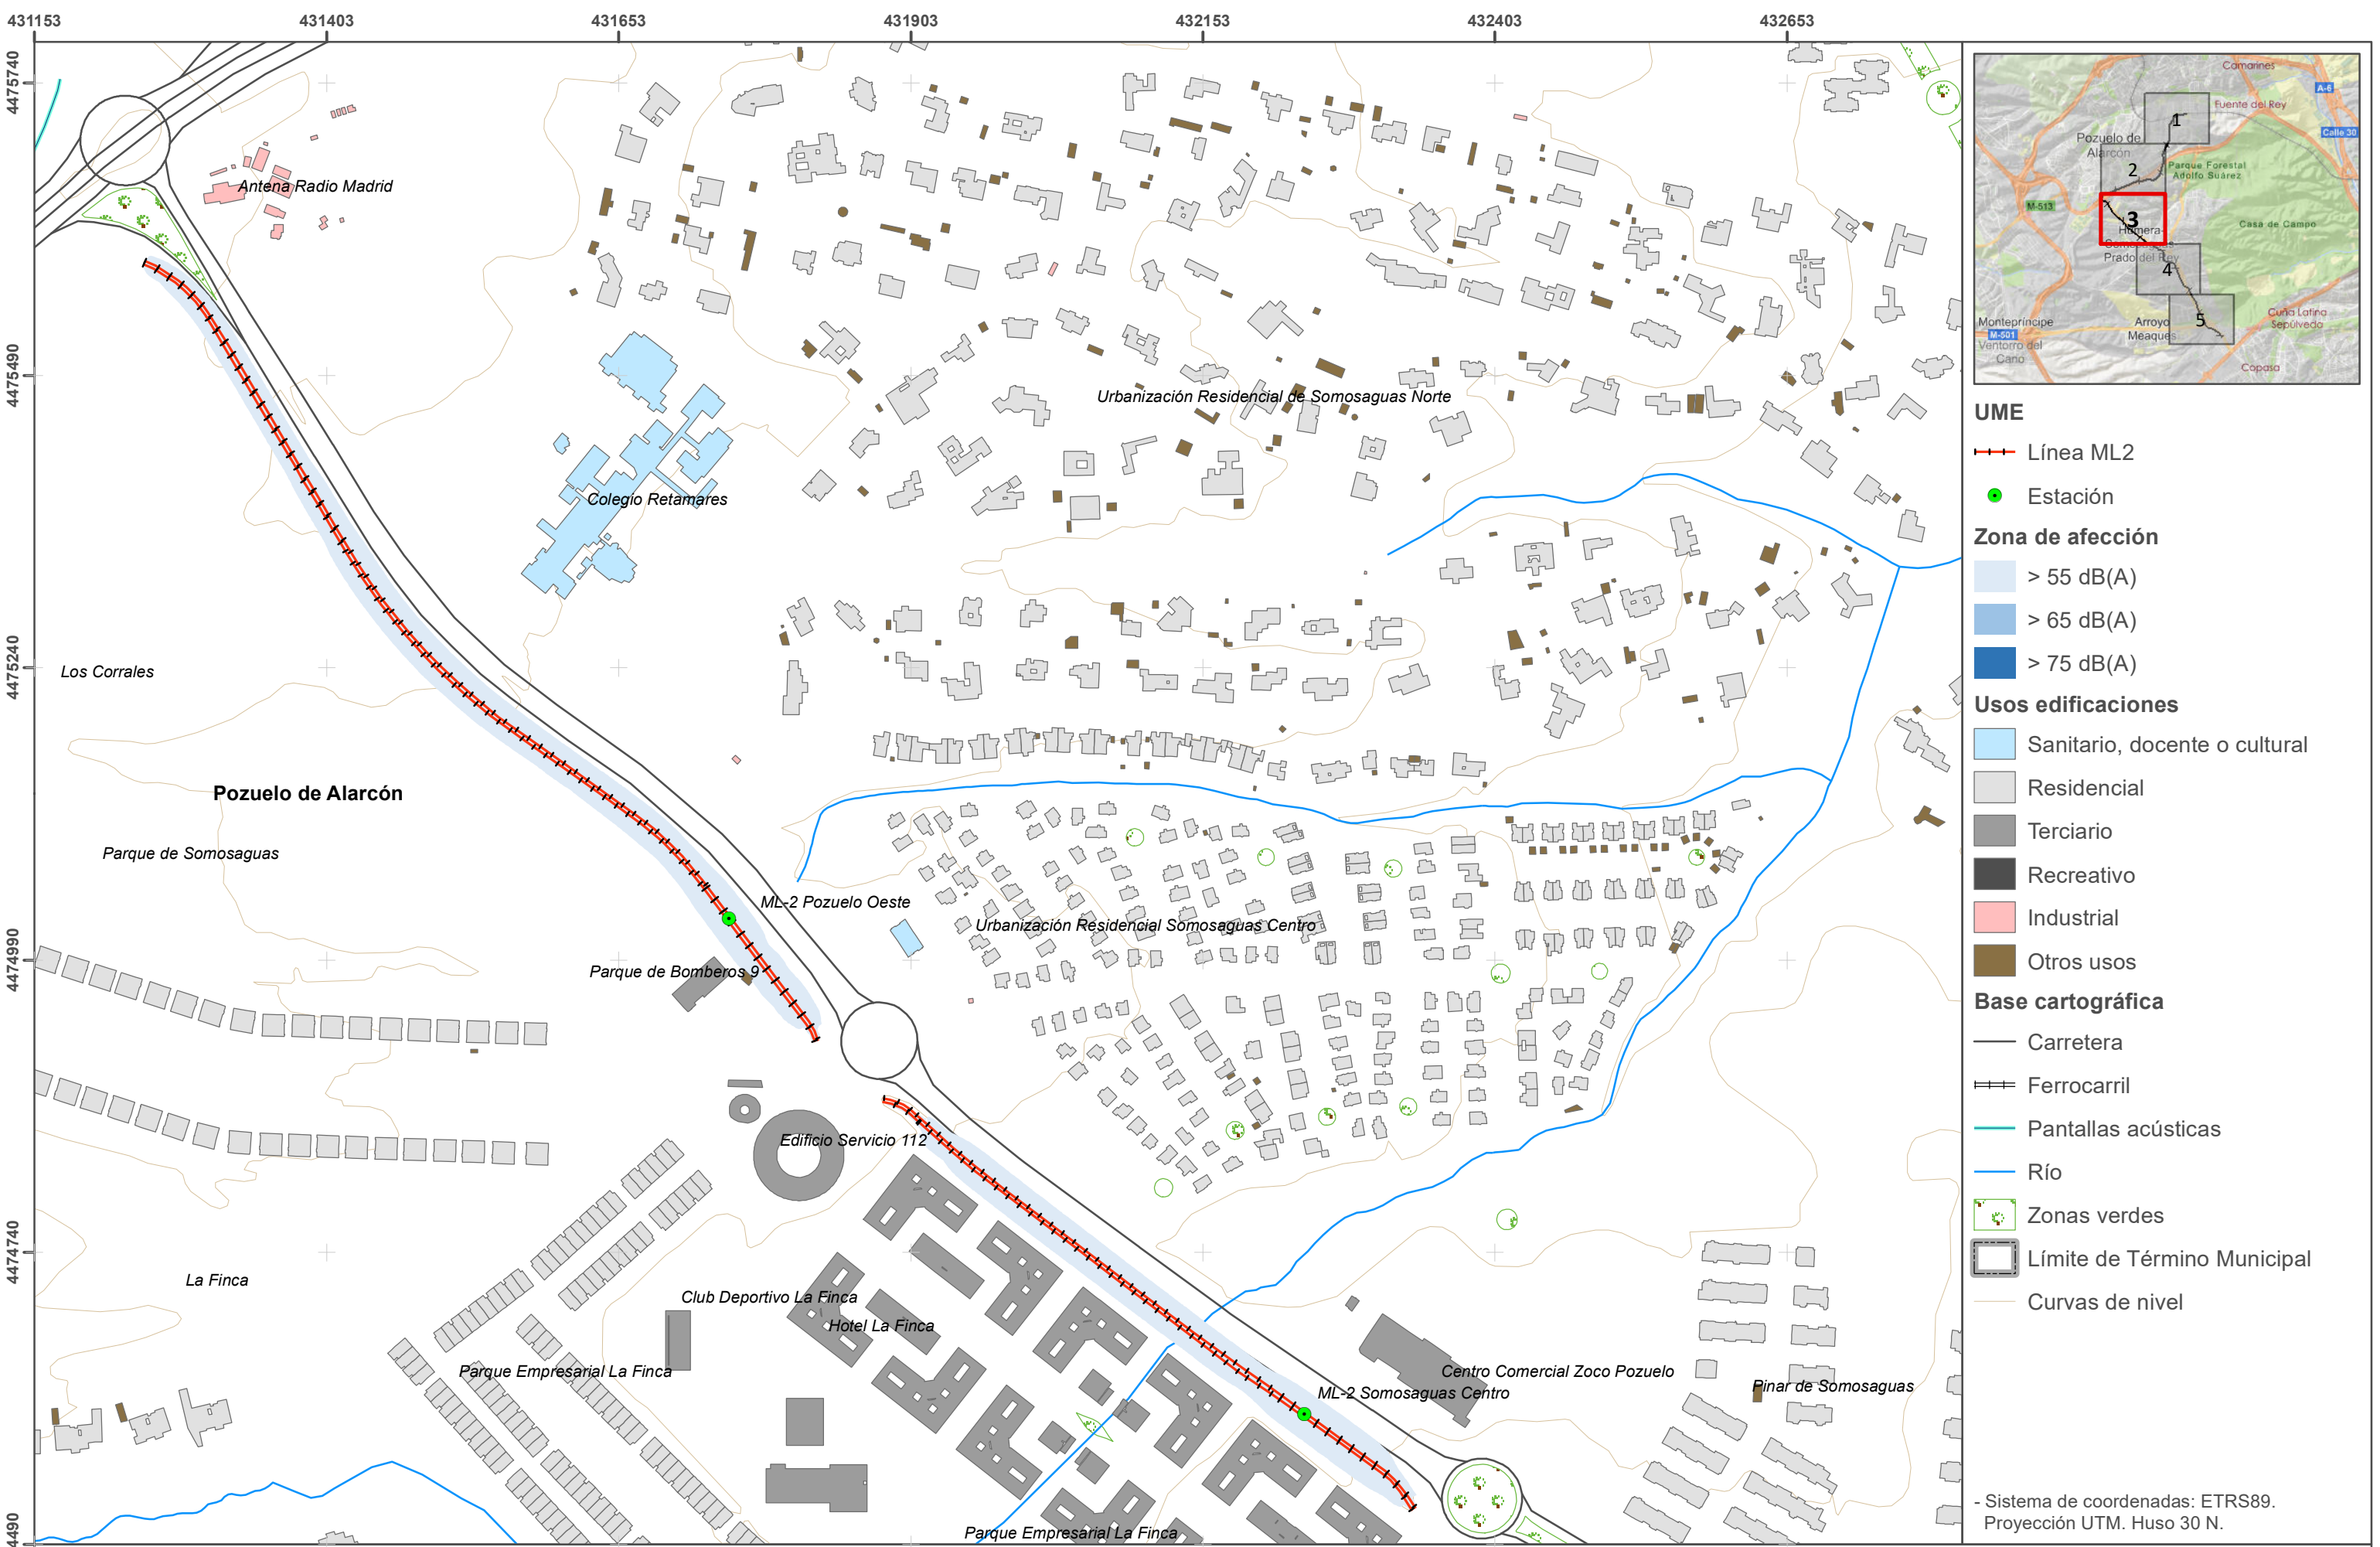 431153
431403
431653
431903
432153
432403
432653
4475740
4475490
4475240
4474990
4474740
4490
Antena Radio Madrid
Colegio Retamares
Urbanización Residencial de Somosaguas Norte
Los Corrales
Pozuelo de Alarcón
Parque de Somosaguas
ML-2 Pozuelo Oeste
Urbanización Residencial Somosaguas Centro
Parque de Bomberos 9
Edificio Servicio 112
La Finca
Club Deportivo La Finca
Hotel La Finca
Parque Empresarial La Finca
Centro Comercial Zoco Pozuelo
ML-2 Somosaguas Centro
Pinar de Somosaguas
Parque Empresarial La Finca
Camarines
A-6
Fuente del Rey
Calle 30
1
Pozuelo de
Alarcón
2
Parque Forestal
Adolfo Suárez
M-513
3
Húmera-
Prado del Rey
Casa de Campo
4
Montepríncipe
M-501
Ventorro del
Cano
Arroyo
Meaques
5
Cuña Latina
Sepúlveda
Copasa
UME
Línea ML2
Estación
Zona de afección
> 55 dB(A)
> 65 dB(A)
> 75 dB(A)
Usos edificaciones
Sanitario, docente o cultural
Residencial
Terciario
Recreativo
Industrial
Otros usos
Base cartográfica
Carretera
Ferrocarril
Pantallas acústicas
Río
Zonas verdes
Límite de Término Municipal
Curvas de nivel
- Sistema de coordenadas: ETRS89.
Proyección UTM. Huso 30 N.